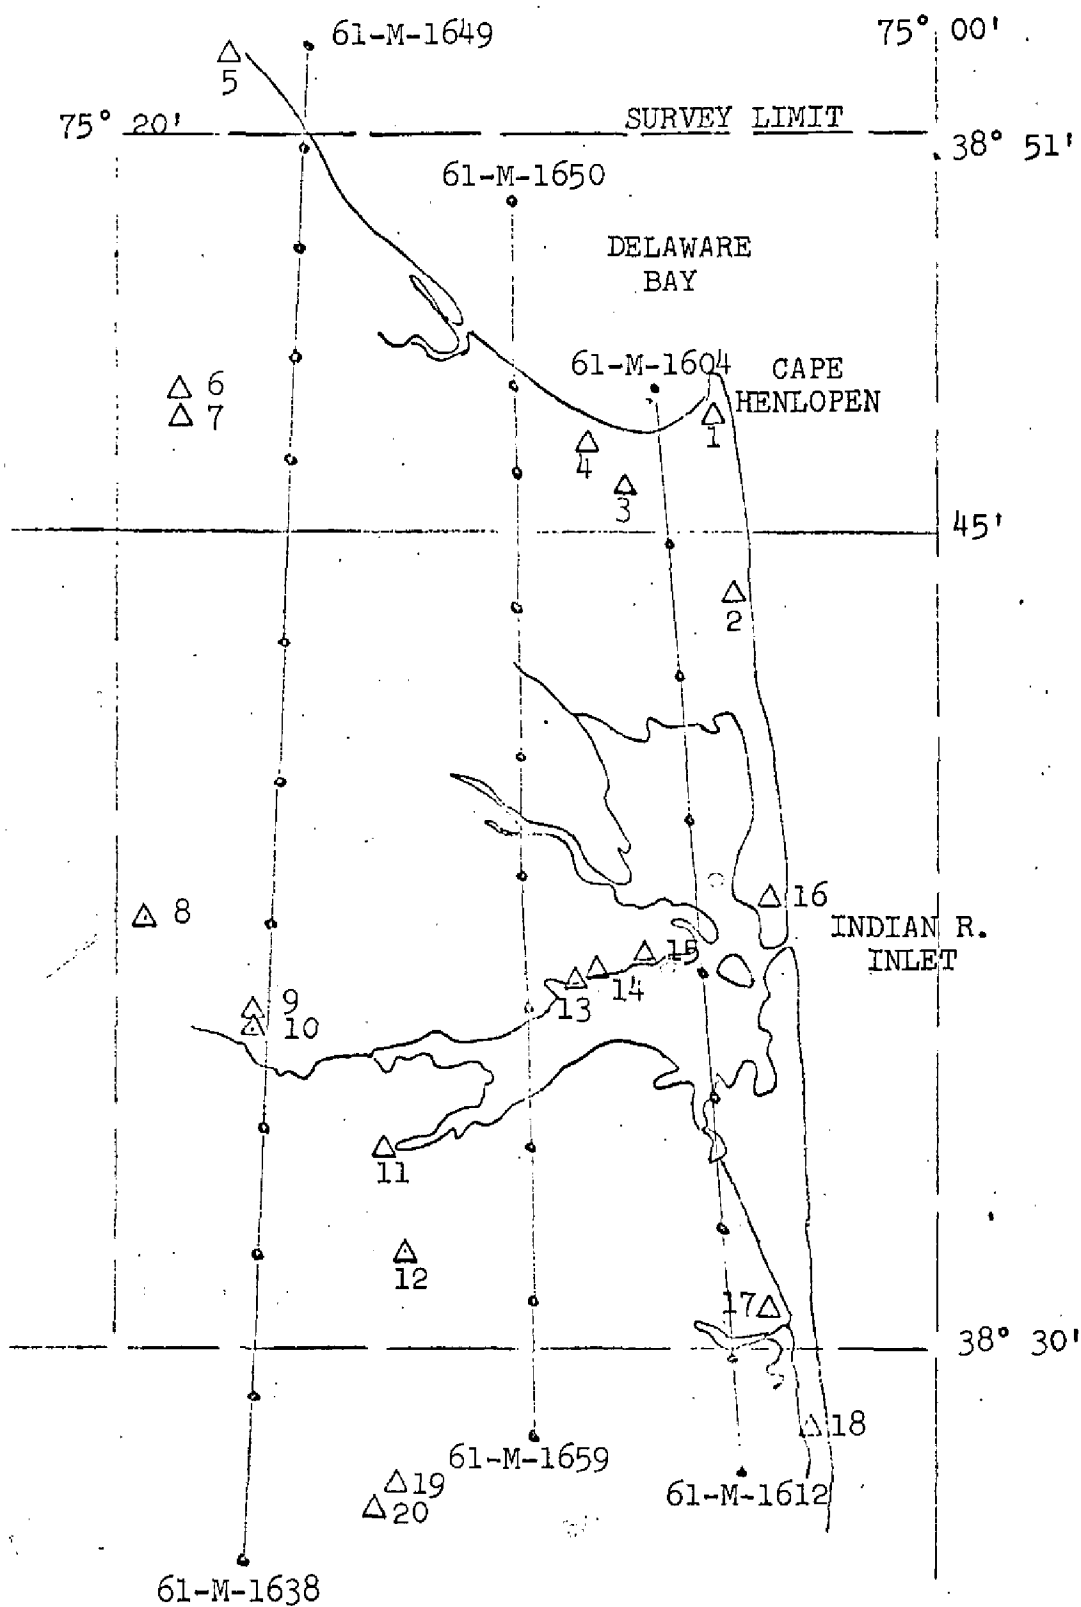 61-M-1649
75° 00'
5
75° 20'
SURVEY LIMIT
38° 51'
61-M-1650
DELAWARE
BAY
61-M-1604
CAPE
HENLOPEN
6
7
1
4
3
45'
2
8
16
INDIAN R.
INLET
15
14
13
9
10
11
12
17
38° 30'
18
61-M-1659
19
61-M-1612
20
61-M-1638